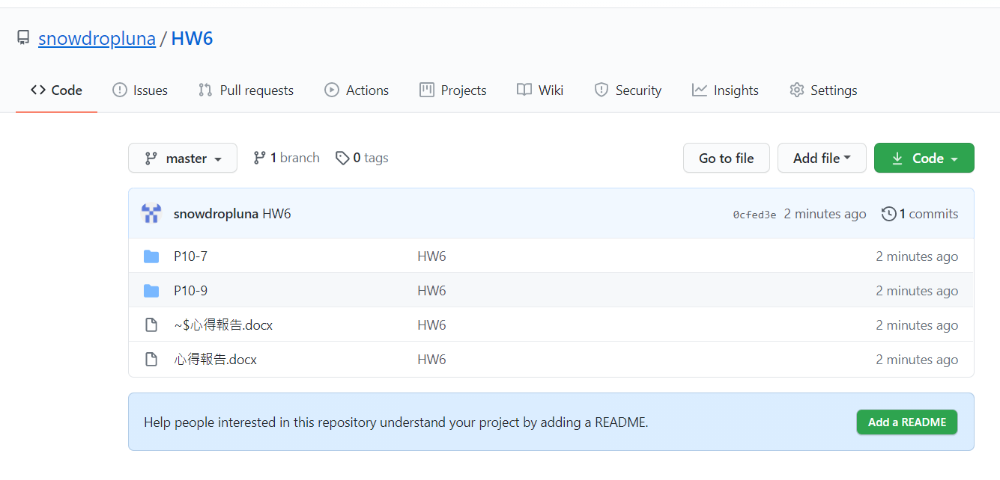 snowdropluna / HW6
Code Issues Pull requests Actions Projects Wiki Security Insights Settings
master 1 branch 0 tags Go to file Add file Code
snowdropluna HW6 0cfed3e 2 minutes ago 1 commits
P10-7 HW6 2 minutes ago
P10-9 HW6 2 minutes ago
~$心得報告.docx HW6 2 minutes ago
心得報告.docx HW6 2 minutes ago
Help people interested in this repository understand your project by adding a README. Add a README